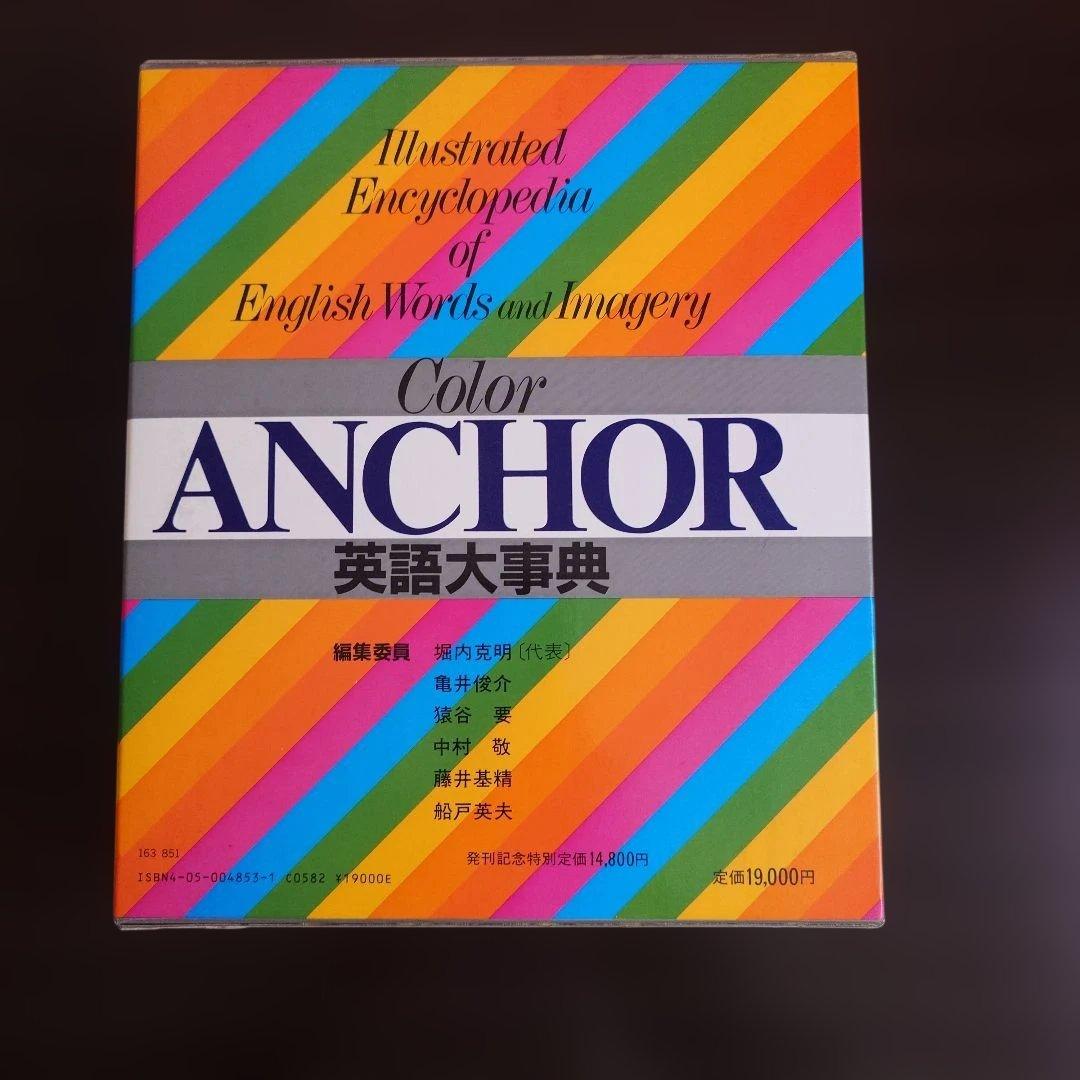 Illustrated
Encyclopedia
of
English Words and Imagery
Color
ANCHOR
英語大事典
編集委員 堀内克明〔代表〕
亀井俊介
猿谷 要
中村 敬
藤井基精
船戸英夫
163 851
発刊記念特別定価14,800円
ISBN4-05-004853-1 C0582 ¥19000E
定価19,000円